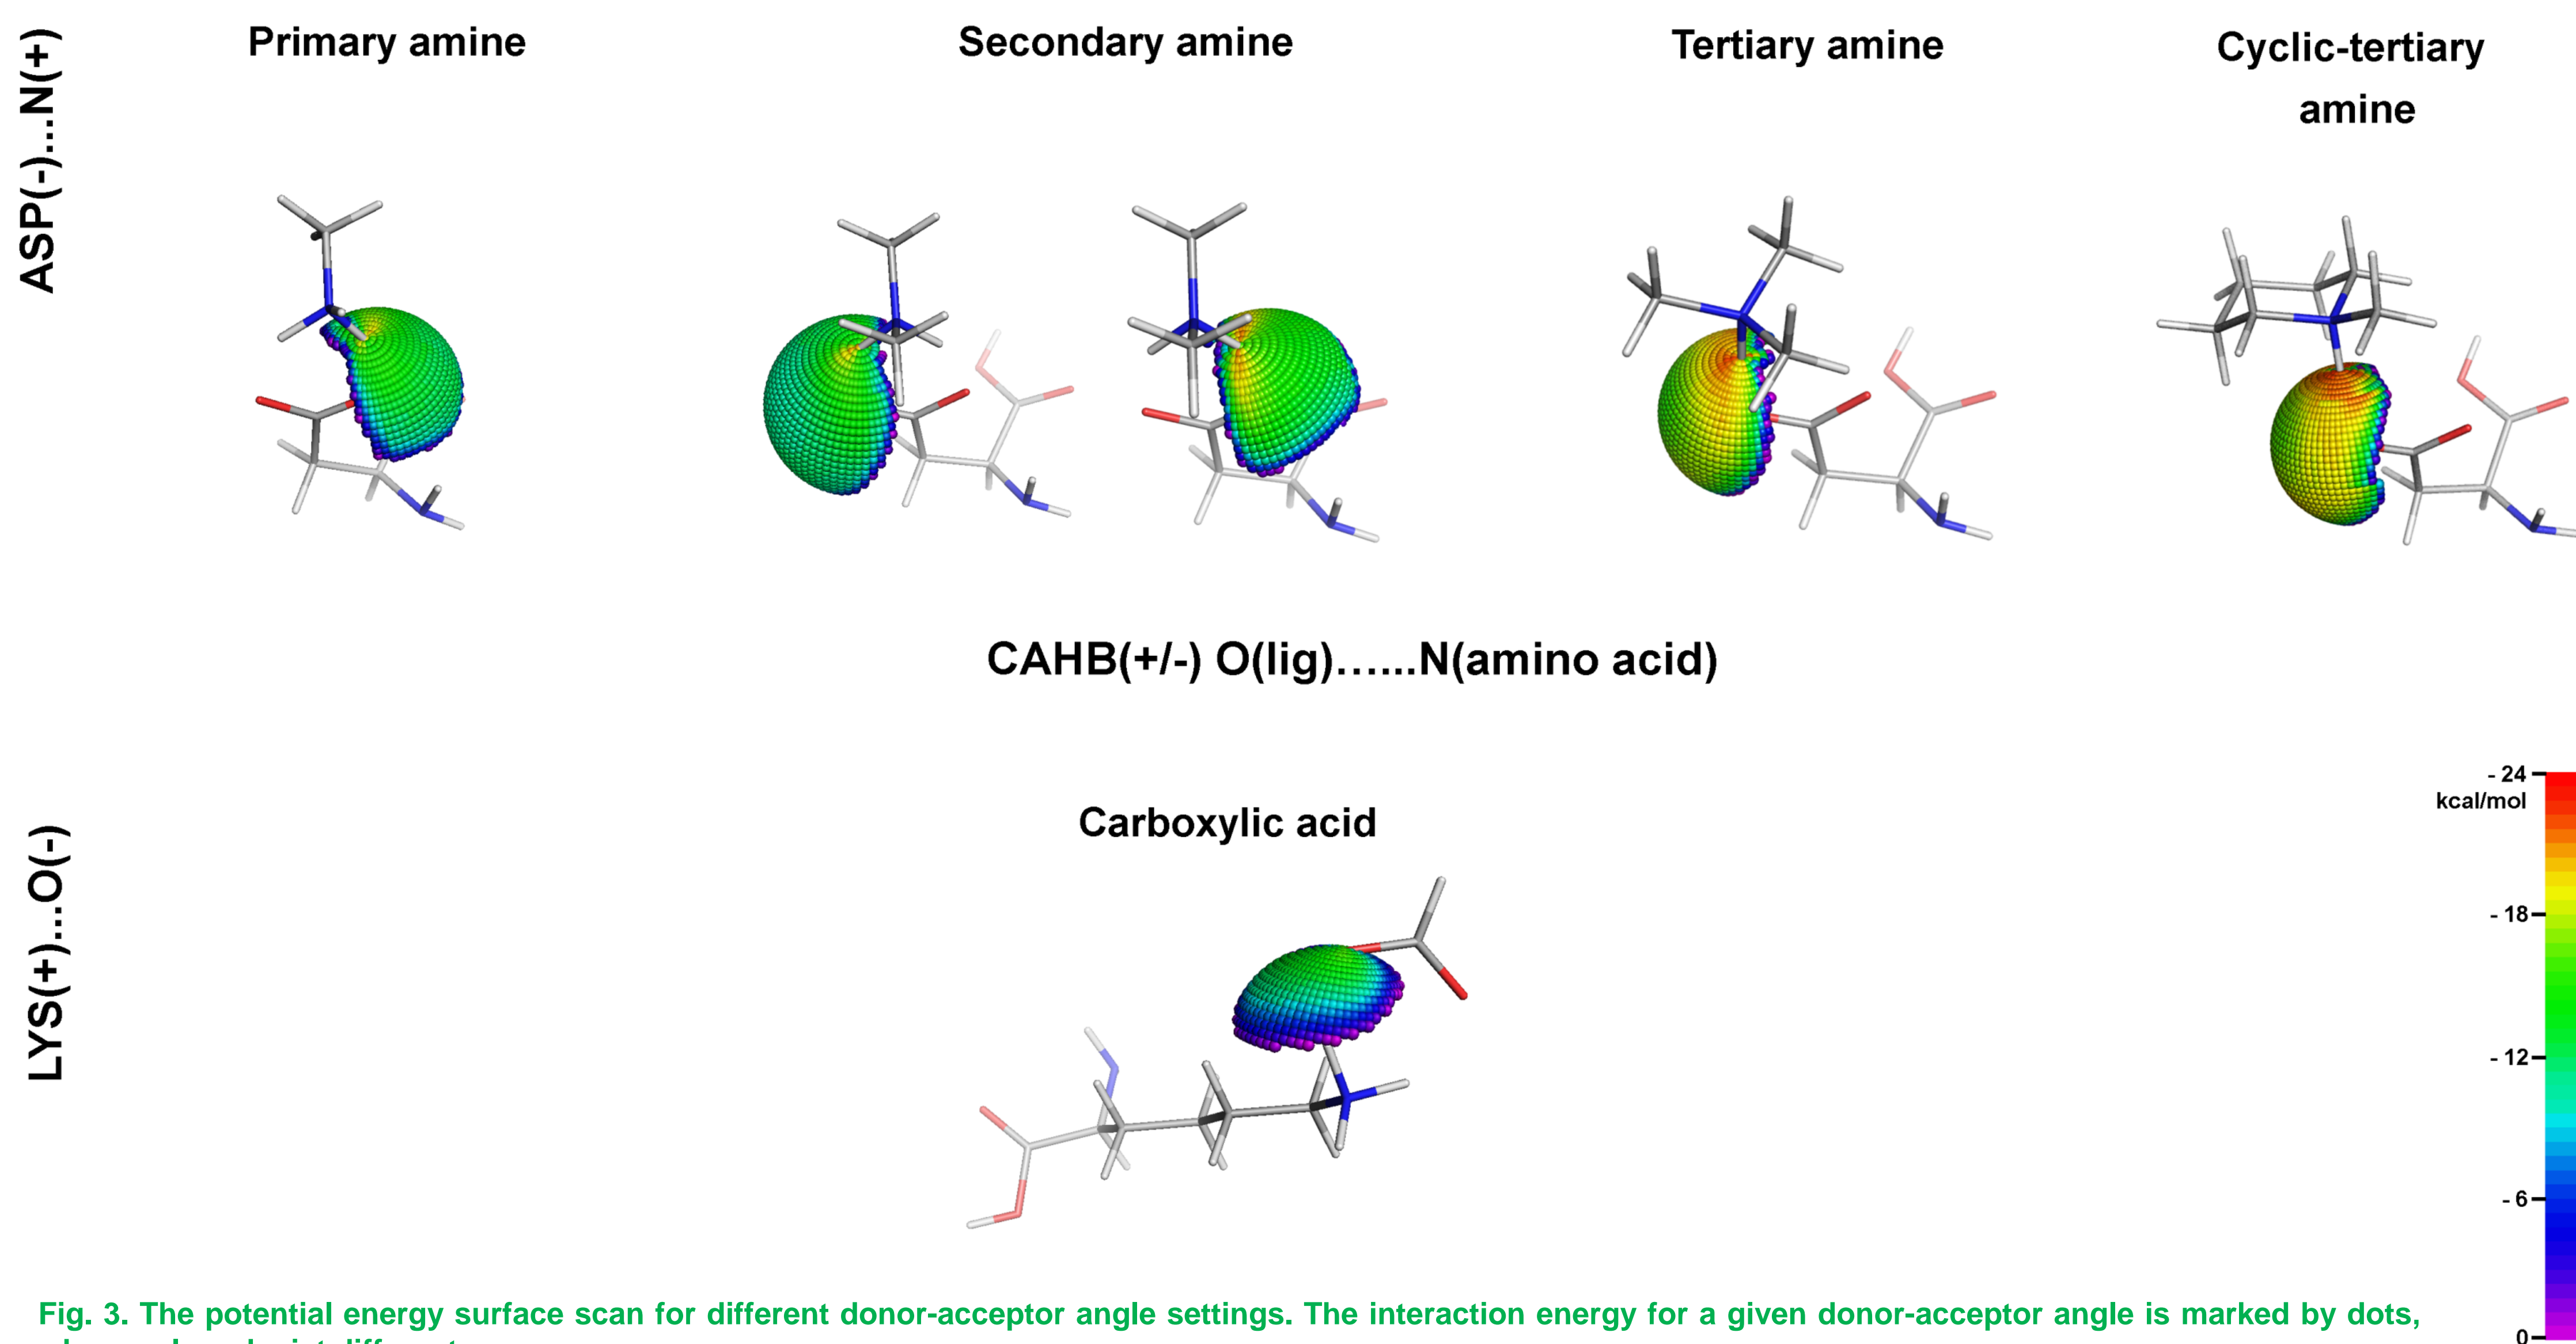 ASP(-)...N(+)
Primary amine
Secondary amine
Tertiary amine
Cyclic-tertiary
amine
CAHB(+/-) O(lig)…...N(amino acid)
LYS(+)...O(-)
Carboxylic acid
- 24
kcal/mol
- 18
- 12
- 6
0
Fig. 3. The potential energy surface scan for different donor-acceptor angle settings. The interaction energy for a given donor-acceptor angle is marked by dots,